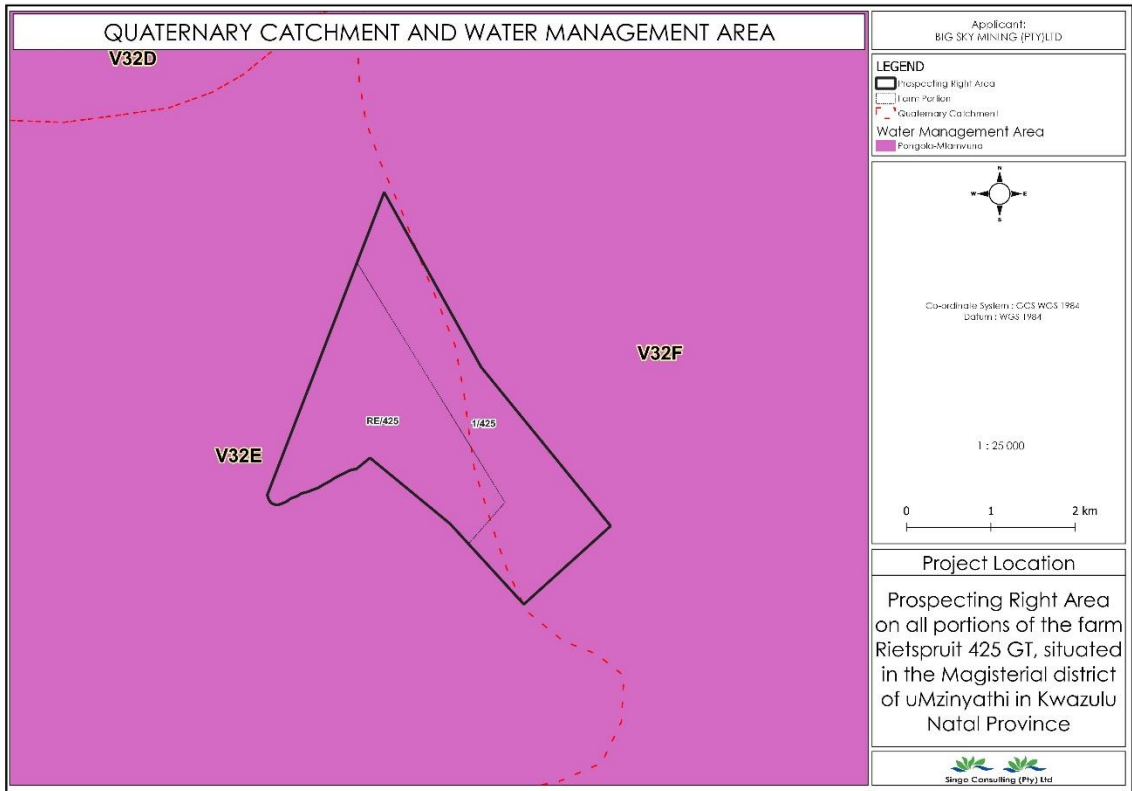 QUATERNARY CATCHMENT AND WATER MANAGEMENT AREA
V32D
V32E
V32F
RE/425
1/425
Applicant:
BIG SKY MINING (PTY)LTD
LEGEND
Prospecting Right Area
Farm Portion
Quaternary Catchment
Water Management Area
Pongola-Mtamvuna
N
W E
S
Co-ordinate System : GCS WGS 1984
Datum : WGS 1984
1 : 25 000
0 1 2 km
Project Location
Prospecting Right Area
on all portions of the farm
Rietspruit 425 GT, situated
in the Magisterial district
of uMzinyathi in Kwazulu
Natal Province
Singo Consulting (Pty) Ltd